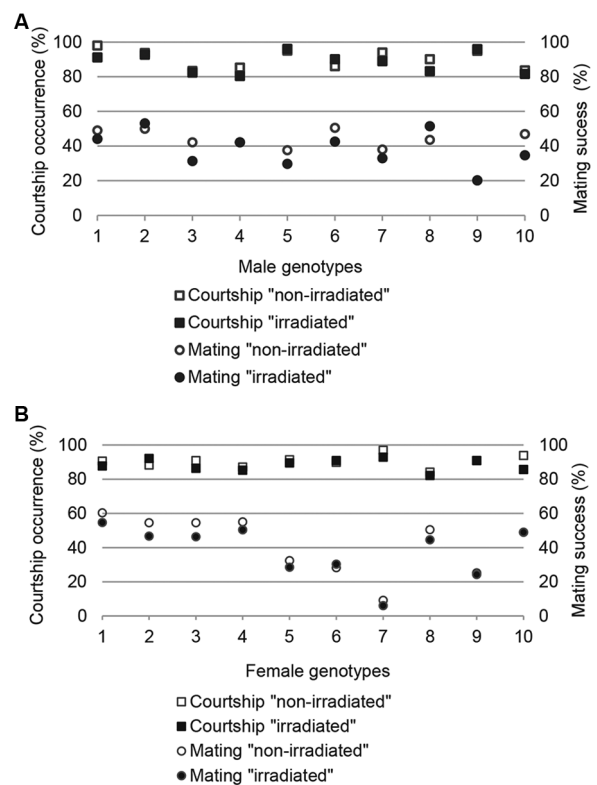 A
Courtship occcurrence (%)
Mating sucess (%)
100 100
80 80
60 60
40 40
20 20
0 0
1 2 3 4 5 6 7 8 9 10
Male genotypes
Courtship "non-irradiated"
Courtship "irradiated"
Mating "non-irradiated"
Mating "irradiated"
B
Courtship occurrence (%)
Mating success (%)
100 100
80 80
60 60
40 40
20 20
0 0
1 2 3 4 5 6 7 8 9 10
Female genotypes
Courtship "non-irradiated"
Courtship "irradiated"
Mating "non-irradiated"
Mating "irradiated"